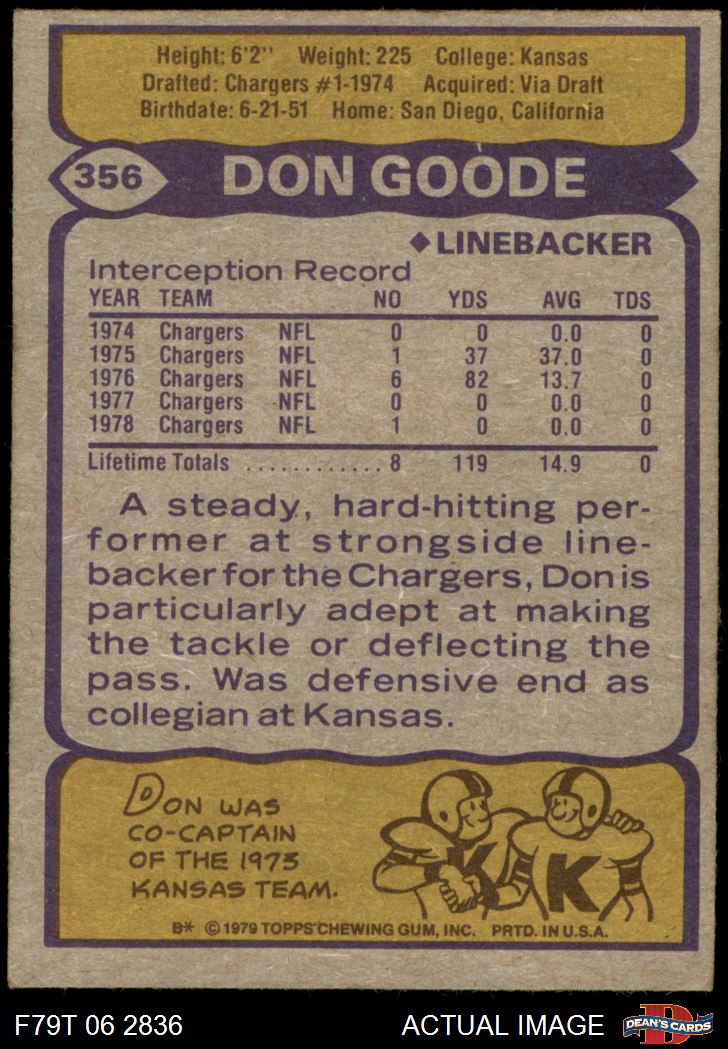 Height: 6'2'' Weight: 225 College: Kansas
Drafted: Chargers #1-1974 Acquired: Via Draft
Birthdate: 6-21-51 Home: San Diego, California
356 DON GOODE
◆LINEBACKER
Interception Record
YEAR TEAM NO YDS AVG TDS
1974 Chargers NFL 0 0 0.0 0
1975 Chargers NFL 1 37 37.0 0
1976 Chargers NFL 6 82 13.7 0
1977 Chargers NFL 0 0 0.0 0
1978 Chargers NFL 1 0 0.0 0
Lifetime Totals ............ 8 119 14.9 0
A steady, hard-hitting per-
former at strongside line-
backer for the Chargers, Don is
particularly adept at making
the tackle or deflecting the
pass. Was defensive end as
collegian at Kansas.
DON WAS
CO-CAPTAIN
OF THE 1973
KANSAS TEAM.
K K
B* © 1979 TOPPS CHEWING GUM, INC. PRTD. IN U.S.A.
F79T 06 2836 ACTUAL IMAGE D DEAN'S CARDS